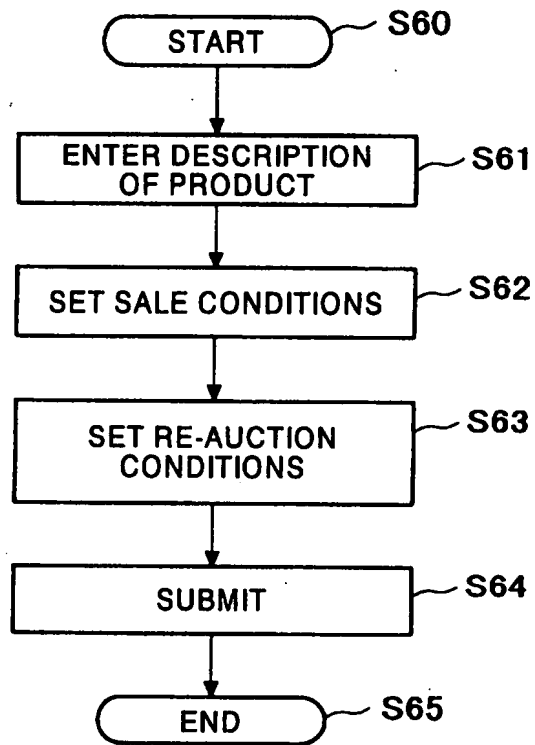 START
S60
ENTER DESCRIPTION
OF PRODUCT
S61
SET SALE CONDITIONS
S62
SET RE-AUCTION
CONDITIONS
S63
SUBMIT
S64
END
S65